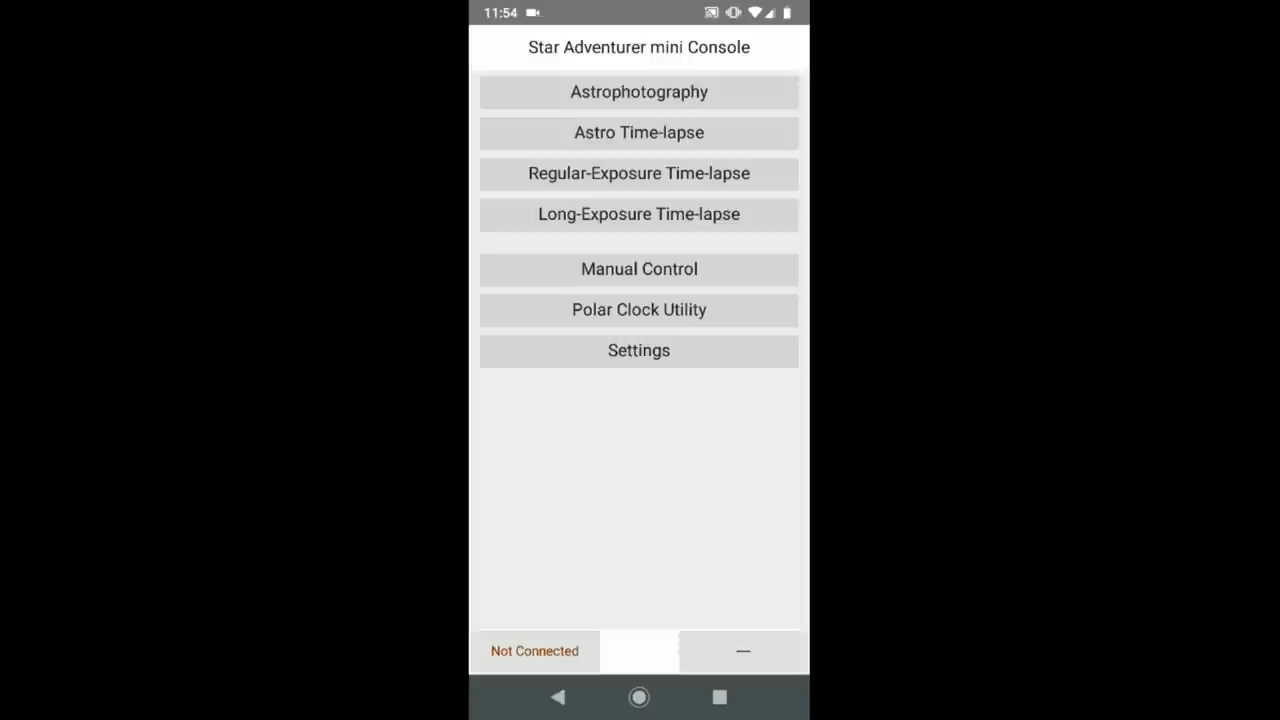 11:54
Star Adventurer mini Console
Astrophotography
Astro Time-lapse
Regular-Exposure Time-lapse
Long-Exposure Time-lapse
Manual Control
Polar Clock Utility
Settings
Not Connected
—